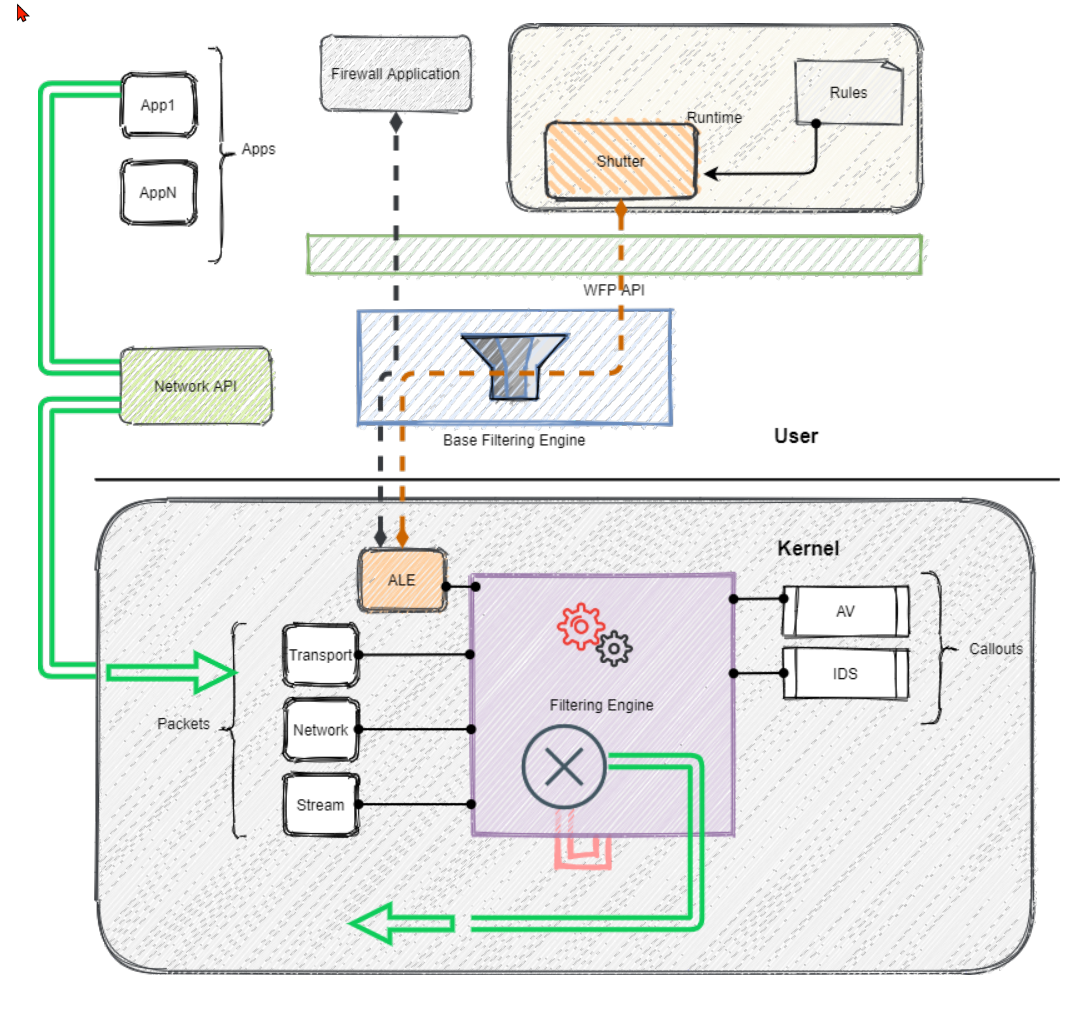 Firewall Application
Rules
App1
Runtime
Apps
Shutter
AppN
WFP API
Network API
Base Filtering Engine
User
Kernel
ALE
AV
Transport
Callouts
IDS
Filtering Engine
Packets
Network
Stream